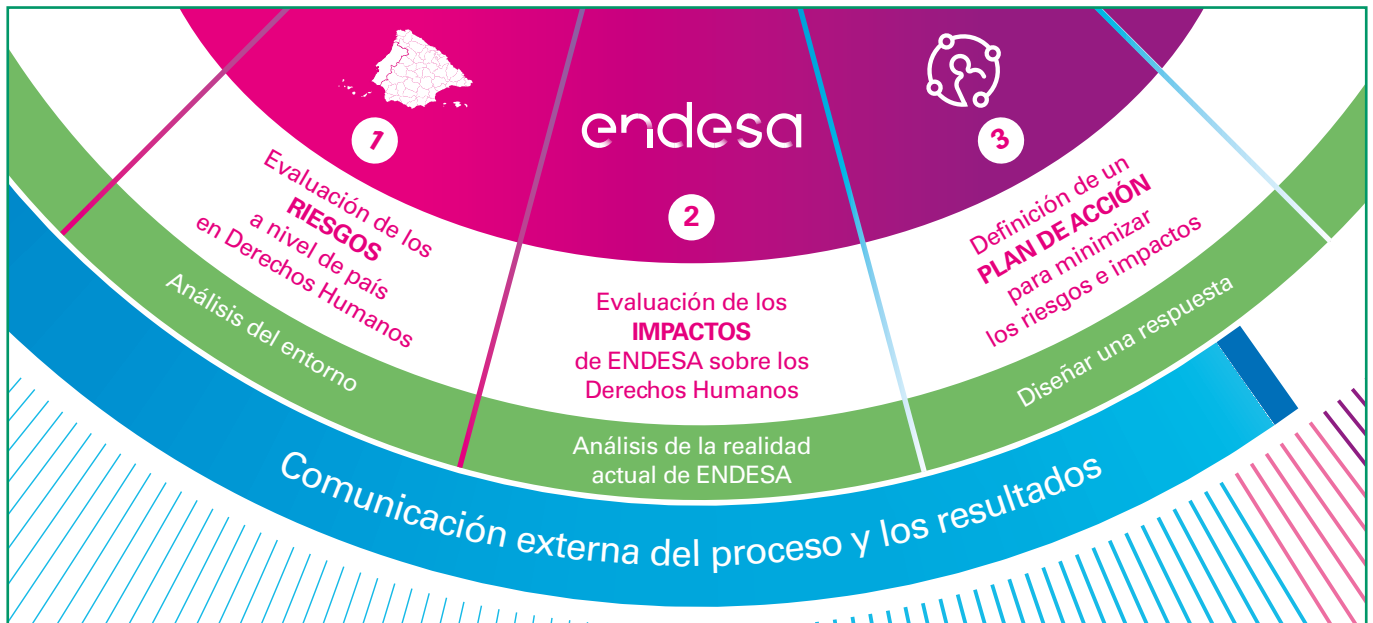 1
Evaluación de los
RIESGOS
a nivel de país
en Derechos Humanos
Análisis del entorno
endesa
2
Evaluación de los
IMPACTOS
de ENDESA sobre los
Derechos Humanos
Análisis de la realidad
actual de ENDESA
3
Definición de un
PLAN DE ACCIÓN
para minimizar
los riesgos e impactos
Diseñar una respuesta
Comunicación externa del proceso y los resultados